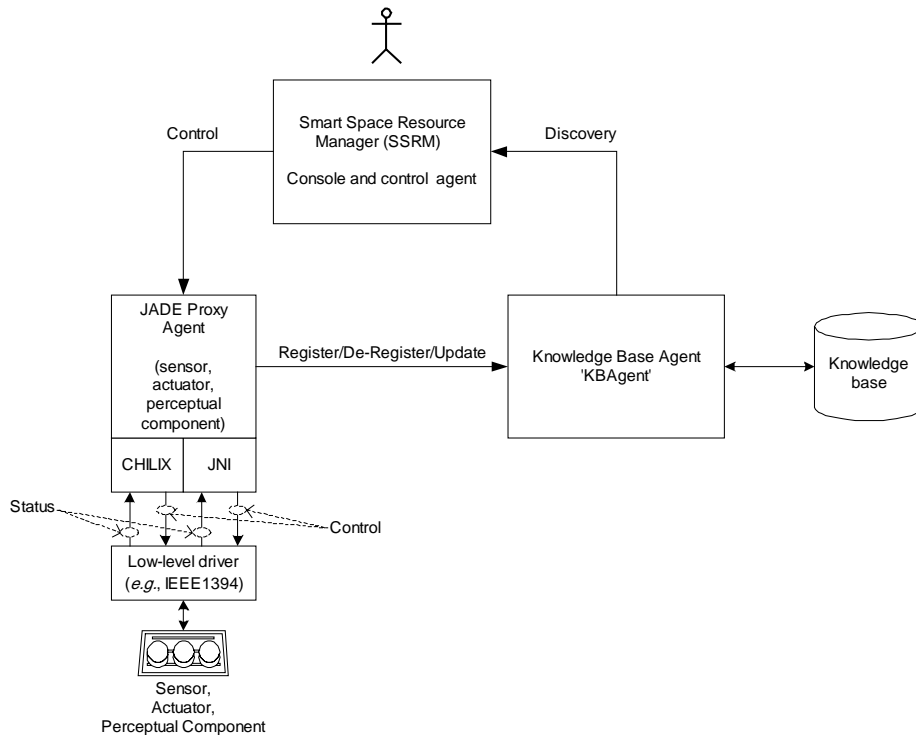 Smart Space Resource
Manager (SSRM)
Console and control agent
Control
Discovery
JADE Proxy
Agent
(sensor,
actuator,
perceptual
component)
Register/De-Register/Update
Knowledge Base Agent
'KBAgent'
Knowledge
base
CHILIX
JNI
Status
Control
Low-level driver
(e.g., IEEE1394)
Sensor,
Actuator,
Perceptual Component